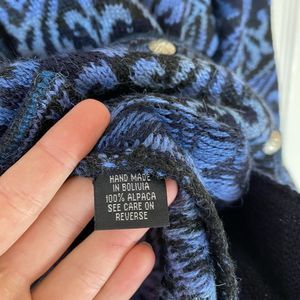 HAND MADE
IN BOLIVIA
100% ALPACA
SEE CARE ON
REVERSE